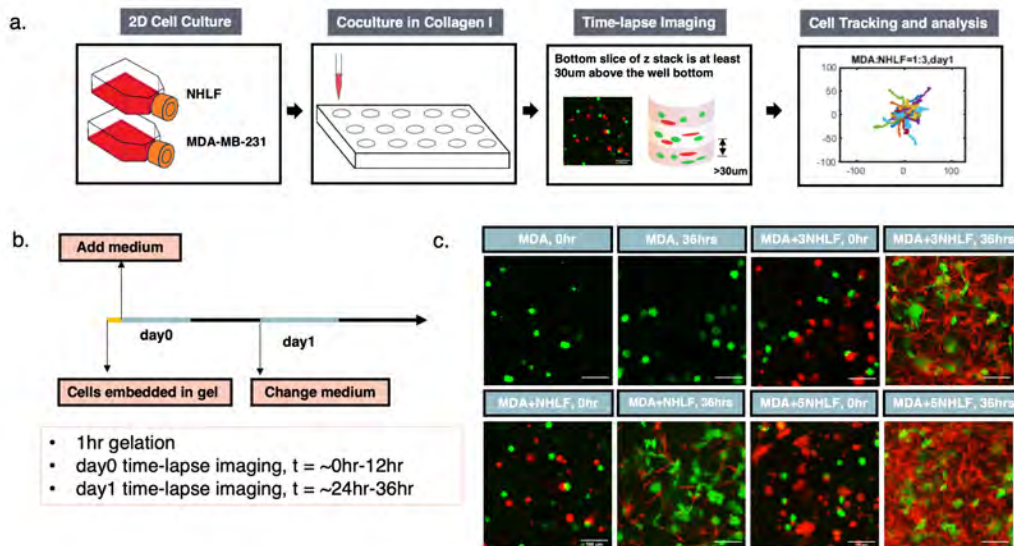 a.
2D Cell Culture
Coculture in Collagen I
Time-lapse Imaging
Cell Tracking and analysis
NHLF
MDA-MB-231
Bottom slice of z stack is at least
30um above the well bottom
>30um
MDA:NHLF=1:3,day1
100
50
0
-50
-100
-100
0
100
b.
Add medium
day0
day1
Cells embedded in gel
Change medium
• 1hr gelation
• day0 time-lapse imaging, t = ~0hr-12hr
• day1 time-lapse imaging, t = ~24hr-36hr
c.
MDA, 0hr
MDA, 36hrs
MDA+3NHLF, 0hr
MDA+3NHLF, 36hrs
MDA+NHLF, 0hr
MDA+NHLF, 36hrs
MDA+5NHLF, 0hr
MDA+5NHLF, 36hrs
100 um